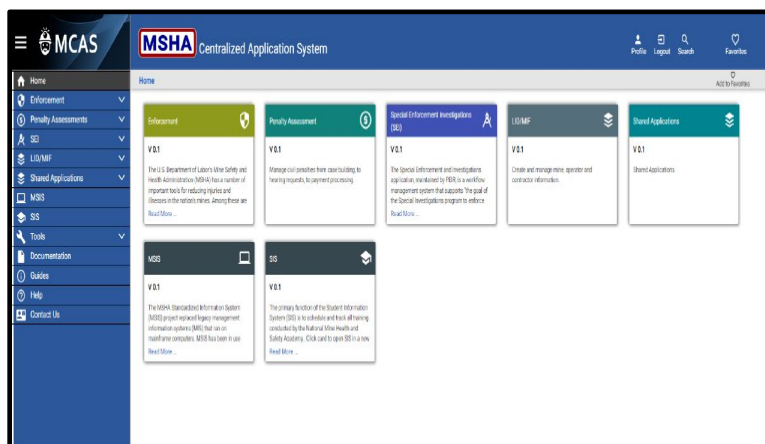 MCAS
MSHA Centralized Application System
Profile Logout Search Favorites
Home
Enforcement
Penalty Assessments
SEI
LID/MIF
Shared Applications
MSIS
SIS
Tools
Documentation
Guides
Help
Contact Us
Home
Add to Favorites
Enforcement
V 0.1
The U.S. Department of Labor's Mine Safety and
Health Administration (MSHA) has a number of
important tools for reducing injuries and
illnesses in the nation's mines. Among these are
Read More ...
Penalty Assessment
V 0.1
Manage civil penalties from case building, to
hearing requests, to payment processing.
Special Enforcement Investigations
(SEI)
V 0.1
The Special Enforcement and Investigations
application, maintained by PEIR, is a workflow
management system that supports "the goal of
the Special Investigations program to enforce
Read More ...
LID/MIF
V 0.1
Create and manage mine, operator and
contractor information.
Shared Applications
V 0.1
Shared Applications
MSIS
V 0.1
The MSHA Standardized Information System
(MSIS) project replaced legacy management
information systems (MIS) that run on
mainframe computers. MSIS has been in use
Read More ...
SIS
V 0.1
The primary function of the Student Information
System (SIS) is to schedule and track all training
conducted by the National Mine Health and
Safety Academy. Click card to open SIS in a new
Read More ...